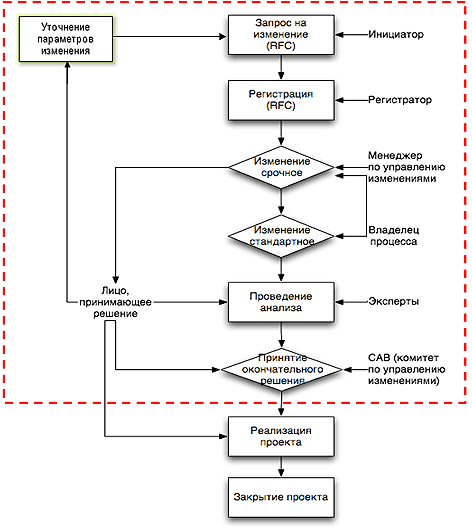 Уточнение
параметров
изменения
Запрос на
изменение
(RFC)
Инициатор
Регистрация
(RFC)
Регистратор
Изменение
срочное
Менеджер
по управлению
изменениями
Изменение
стандартное
Владелец
процесса
Лицо,
принимающее
решение
Проведение
анализа
Эксперты
Принятие
окончательного
решения
CAB (комитет
по управлению
изменениями)
Реализация
проекта
Закрытие проекта